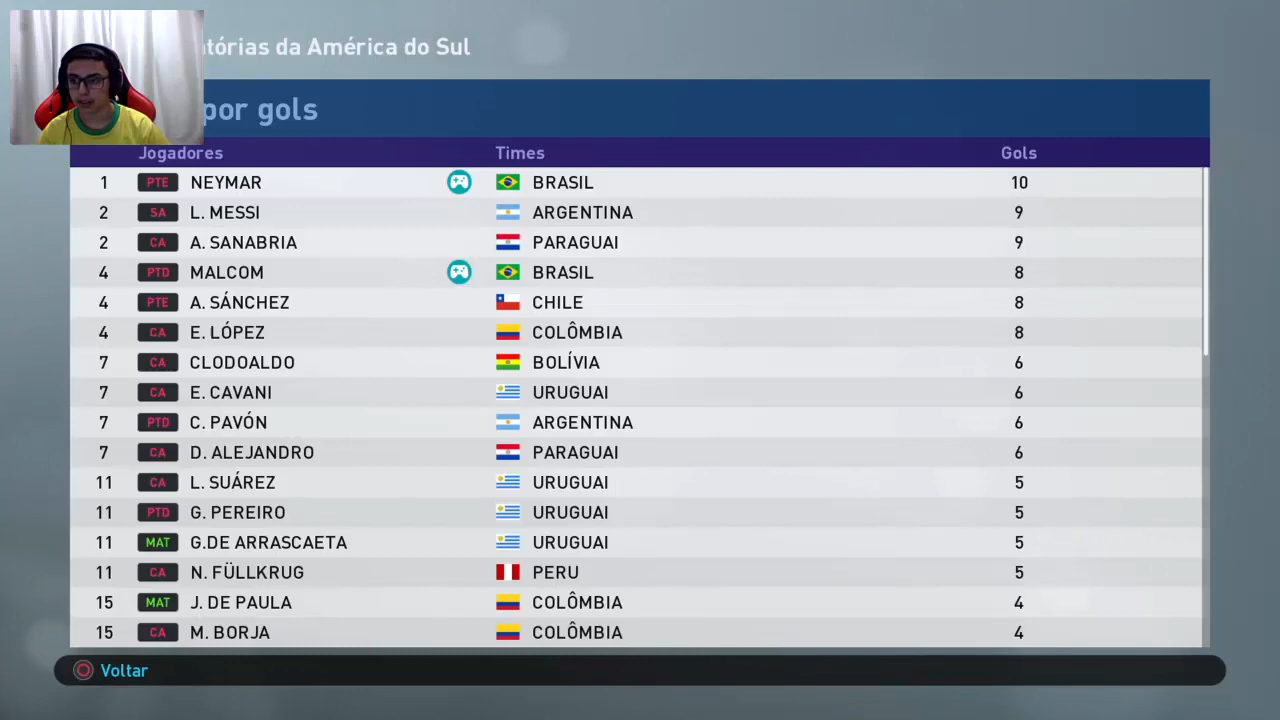 tórias da América do Sul
por gols
Jogadores Times Gols
1 PTE NEYMAR BRASIL 10
2 SA L. MESSI ARGENTINA 9
2 CA A. SANABRIA PARAGUAI 9
4 PTD MALCOM BRASIL 8
4 PTE A. SÁNCHEZ CHILE 8
4 CA E. LÓPEZ COLÔMBIA 8
7 CA CLODOALDO BOLÍVIA 6
7 CA E. CAVANI URUGUAI 6
7 PTD C. PAVÓN ARGENTINA 6
7 CA D. ALEJANDRO PARAGUAI 6
11 CA L. SUÁREZ URUGUAI 5
11 PTD G. PEREIRO URUGUAI 5
11 MAT G.DE ARRASCAETA URUGUAI 5
11 CA N. FÜLLKRUG PERU 5
15 MAT J. DE PAULA COLÔMBIA 4
15 CA M. BORJA COLÔMBIA 4
Voltar